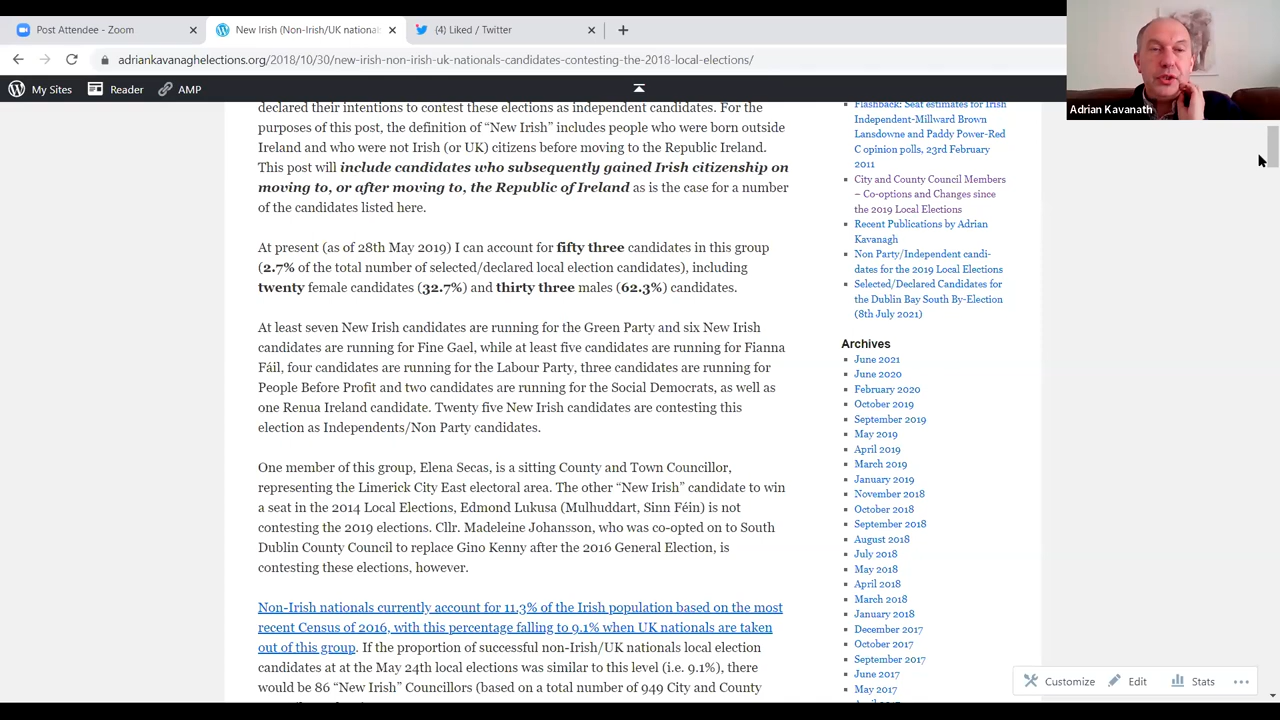 Post Attendee - Zoom
New Irish (Non-Irish/UK nationa
(4) Liked / Twitter
adriankavanaghelections.org/2018/10/30/new-irish-non-irish-uk-nationals-candidates-contesting-the-2018-local-elections/
My Sites
Reader
AMP
Adrian Kavanath
declared their intentions to contest these elections as independent candidates. For the
purposes of this post, the definition of “New Irish” includes people who were born outside
Ireland and who were not Irish (or UK) citizens before moving to the Republic Ireland.
This post will include candidates who subsequently gained Irish citizenship on
moving to, or after moving to, the Republic of Ireland as is the case for a number
of the candidates listed here.
At present (as of 28th May 2019) I can account for fifty three candidates in this group
(2.7% of the total number of selected/declared local election candidates), including
twenty female candidates (32.7%) and thirty three males (62.3%) candidates.
At least seven New Irish candidates are running for the Green Party and six New Irish
candidates are running for Fine Gael, while at least five candidates are running for Fianna
Fáil, four candidates are running for the Labour Party, three candidates are running for
People Before Profit and two candidates are running for the Social Democrats, as well as
one Renua Ireland candidate. Twenty five New Irish candidates are contesting this
election as Independents/Non Party candidates.
One member of this group, Elena Secas, is a sitting County and Town Councillor,
representing the Limerick City East electoral area. The other “New Irish” candidate to win
a seat in the 2014 Local Elections, Edmond Lukusa (Mulhuddart, Sinn Féin) is not
contesting the 2019 elections. Cllr. Madeleine Johansson, who was co-opted on to South
Dublin County Council to replace Gino Kenny after the 2016 General Election, is
contesting these elections, however.
Non-Irish nationals currently account for 11.3% of the Irish population based on the most
recent Census of 2016, with this percentage falling to 9.1% when UK nationals are taken
out of this group. If the proportion of successful non-Irish/UK nationals local election
candidates at at the May 24th local elections was similar to this level (i.e. 9.1%), there
would be 86 “New Irish” Councillors (based on a total number of 949 City and County
Flashback: Seat estimates for Irish
Independent-Millward Brown
Lansdowne and Paddy Power-Red
C opinion polls, 23rd February
2011
City and County Council Members
– Co-options and Changes since
the 2019 Local Elections
Recent Publications by Adrian
Kavanagh
Non Party/Independent candi-
dates for the 2019 Local Elections
Selected/Declared Candidates for
the Dublin Bay South By-Election
(8th July 2021)
Archives
June 2021
June 2020
February 2020
October 2019
September 2019
May 2019
April 2019
March 2019
January 2019
November 2018
October 2018
September 2018
August 2018
July 2018
May 2018
April 2018
March 2018
January 2018
December 2017
October 2017
September 2017
June 2017
May 2017
Customize
Edit
Stats